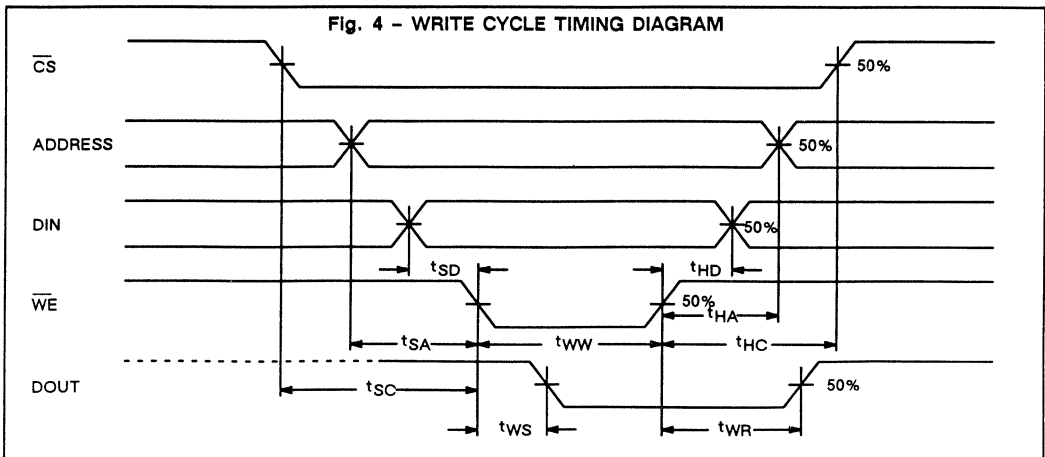 Fig. 4 – WRITE CYCLE TIMING DIAGRAM
CS
50%
ADDRESS
50%
DIN
50%
tSD
tHD
WE
50%
tHA
tSA
tWW
tHC
DOUT
tSC
50%
tWS
tWR